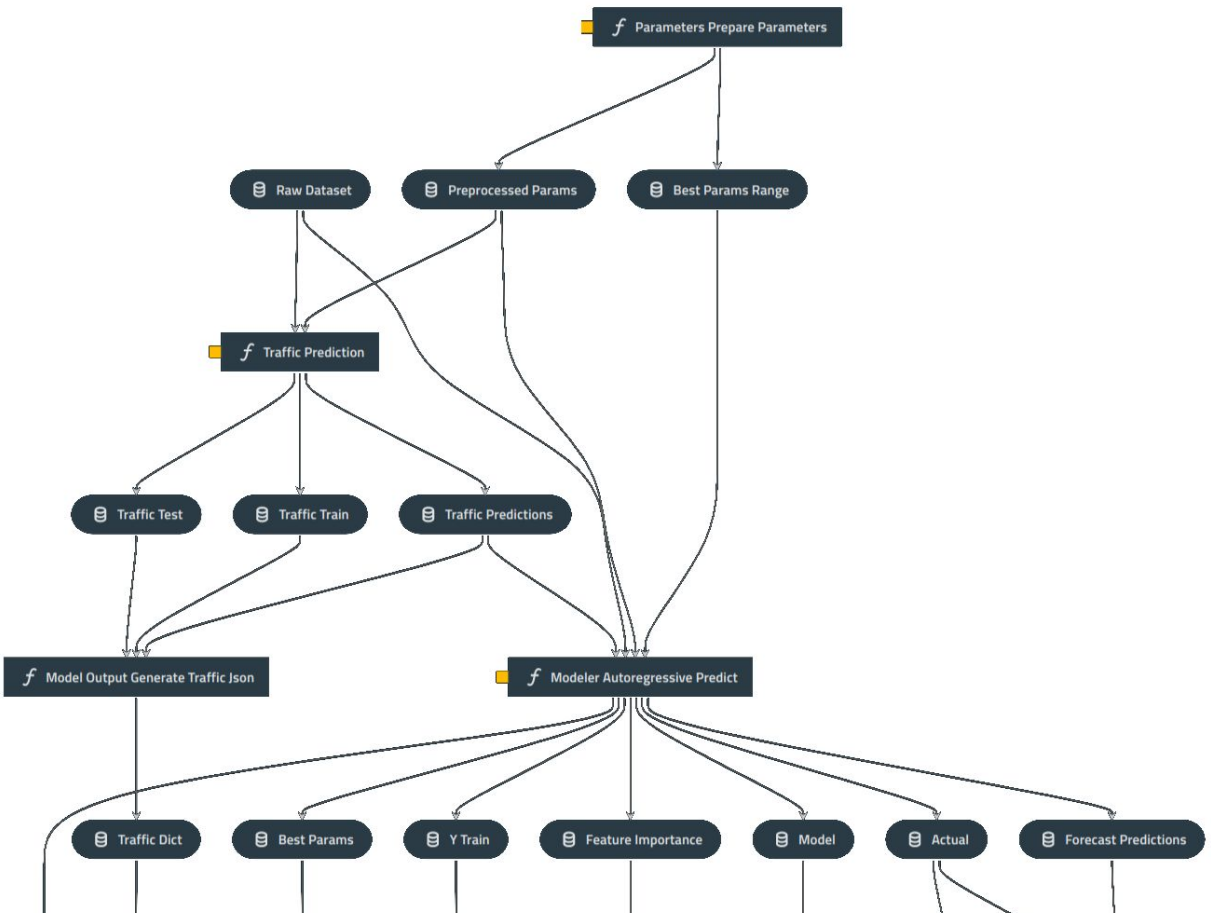 Parameters Prepare Parameters
Raw Dataset
Preprocessed Params
Best Params Range
Traffic Prediction
Traffic Test
Traffic Train
Traffic Predictions
Model Output Generate Traffic Json
Modeler Autoregressive Predict
Traffic Dict
Best Params
Y Train
Feature Importance
Model
Actual
Forecast Predictions